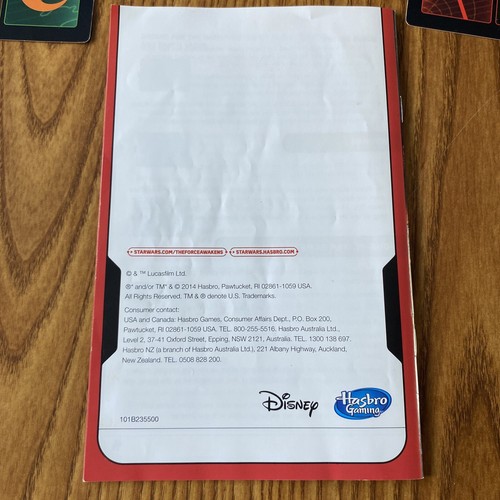 STARWARS.COM/THEFORCEAWAKENS STARWARS.HASBRO.COM
© & ™ Lucasfilm Ltd.
®* and/or TM* & © 2014 Hasbro, Pawtucket, RI 02861-1059 USA.
All Rights Reserved. TM & ® denote U.S. Trademarks.
Consumer contact:
USA and Canada: Hasbro Games, Consumer Affairs Dept., P.O. Box 200,
Pawtucket, RI 02861-1059 USA. TEL. 800-255-5516. Hasbro Australia Ltd.,
Level 2, 37-41 Oxford Street, Epping, NSW 2121, Australia. TEL. 1300 138 697.
Hasbro NZ (a branch of Hasbro Australia Ltd.), 221 Albany Highway, Auckland,
New Zealand. TEL. 0508 828 200.
Disney
Hasbro
Gaming
101B235500